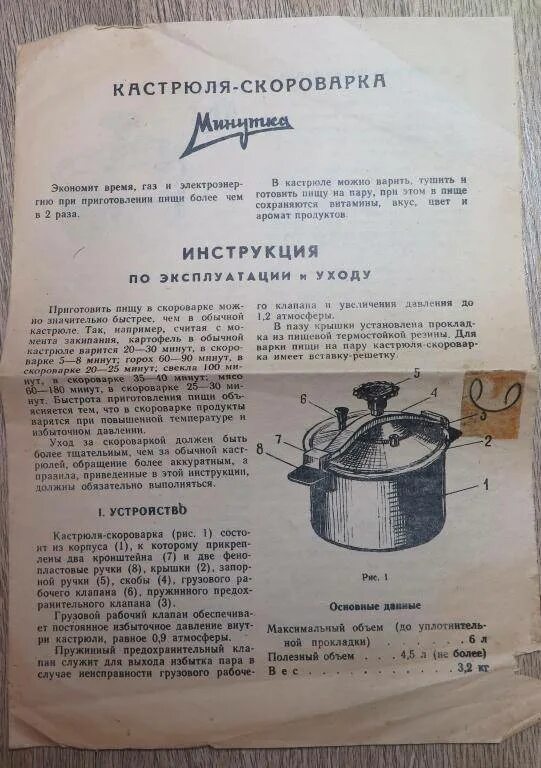 КАСТРЮЛЯ-СКОРОВАРКА
Минутка
Экономит время, газ и электроэнер-
гию при приготовлении пищи более чем
в 2 раза.
В кастрюле можно варить, тушить и
готовить пищу на пару, при этом в пище
сохраняются витамины, вкус, цвет и
аромат продуктов.
ИНСТРУКЦИЯ
ПО ЭКСПЛУАТАЦИИ и УХОДУ
Приготовить пищу в скороварке мож-
но значительно быстрее, чем в обычной
кастрюле. Так, например, считая с мо-
мента закипания, картофель в обычной
кастрюле варится 20—30 минут, в скоро-
варке 5—8 минут; горох 60—90 минут, в
скороварке 20—25 минут; свекла 100 ми-
нут, в скороварке 35—40 минут; мясо
60—180 минут, в скороварке 25—30 ми-
нут. Быстрота приготовления пищи объ-
ясняется тем, что в скороварке продукты
варятся при повышенной температуре и
избыточном давлении.
Уход за скороваркой должен быть
более тщательным, чем за обычной каст-
рюлей, обращение более аккуратным, а
правила, приведенные в этой инструкции,
должны обязательно выполняться.
I. УСТРОЙСТВО
Кастрюля-скороварка (рис. 1) состо-
ит из корпуса (1), к которому прикреп-
лены два кронштейна (7) и две фено-
пластовые ручки (8), крышки (2), запор-
ной ручки (5), скобы (4), грузового ра-
бочего клапана (6), пружинного предох-
ранительного клапана (3).
Грузовой рабочий клапан обеспечива-
ет постоянное избыточное давление внут-
ри кастрюли, равное 0,9 атмосферы.
Пружинный предохранительный кла-
пан служит для выхода избытка пара в
случае неисправности грузового рабоче-
го клапана и увеличения давления до
1,2 атмосферы.
В пазу крышки установлена проклад-
ка из пищевой термостойкой резины. Для
варки пищи на пару кастрюля-скоровар-
ка имеет вставку-решетку.
5
4
6
3
7
2
8
1
Рис. 1
Основные данные
Максимальный объем (до уплотнитель-
ной прокладки) . . . . . 6 л
Полезный объем . . . . 4,5 л (не более)
Вес . . . . . . . . . 3,2 кг